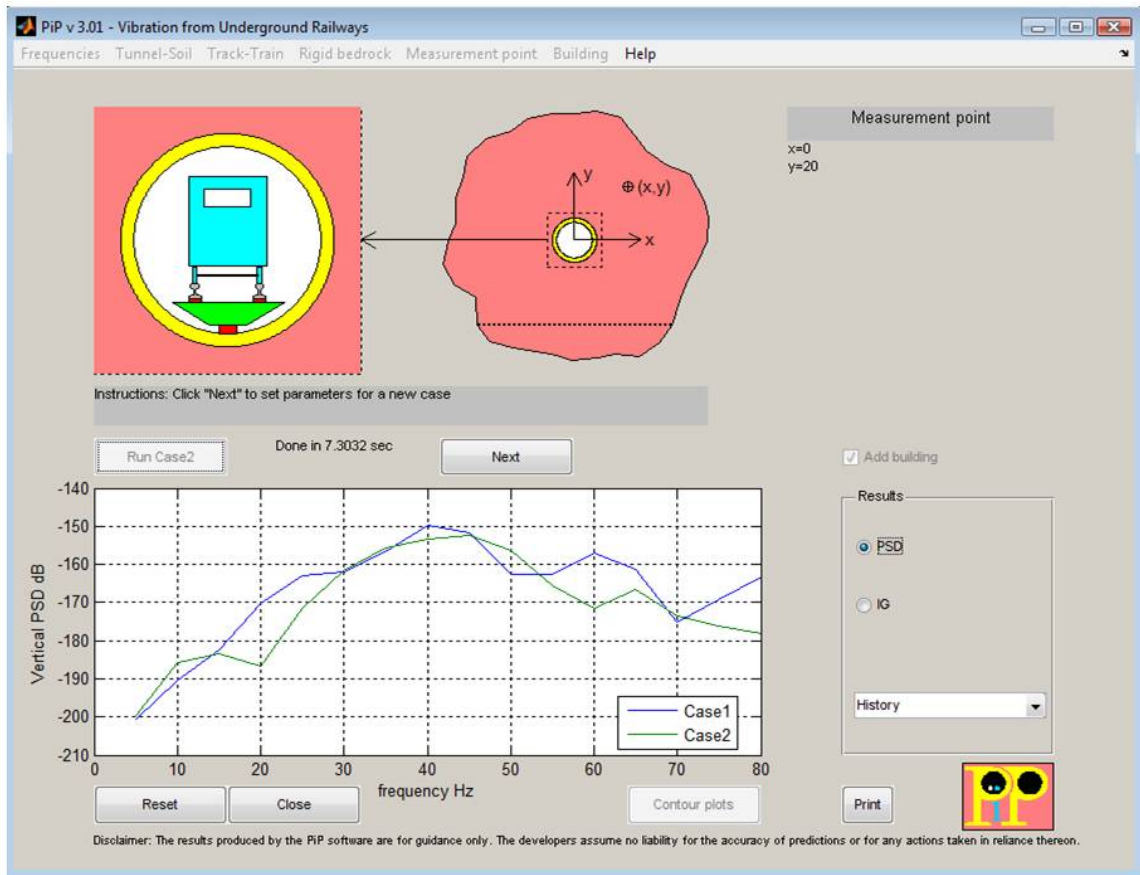 PiP v 3.01 - Vibration from Underground Railways
Frequencies Tunnel-Soil Track-Train Rigid bedrock Measurement point Building Help
y
⊕ (x,y)
x
Measurement point
x=0
y=20
Instructions: Click "Next" to set parameters for a new case
Run Case2
Done in 7.3032 sec
Next
Add building
Vertical PSD dB
-140
-150
-160
-170
-180
-190
-200
-210
0 10 20 30 40 50 60 70 80
frequency Hz
Case1
Case2
Results
PSD
IG
History
Reset
Close
Contour plots
Print
PiP
Disclaimer: The results produced by the PiP software are for guidance only. The developers assume no liability for the accuracy of predictions or for any actions taken in reliance thereon.